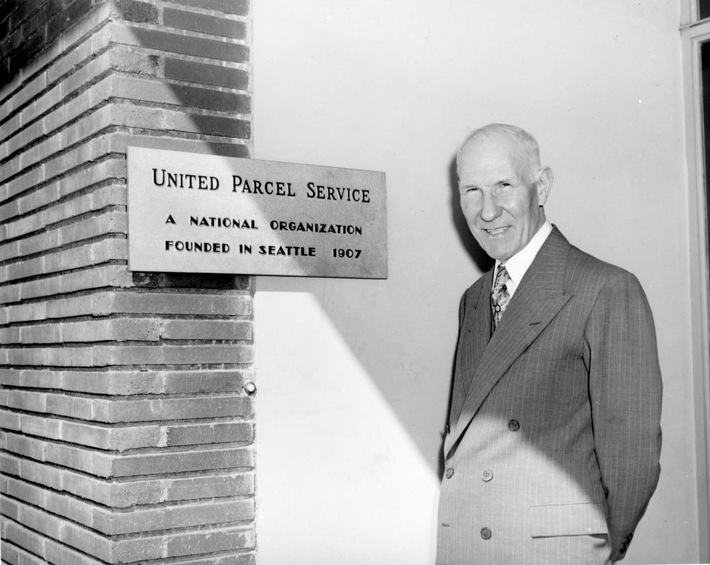 UNITED PARCEL SERVICE
A NATIONAL ORGANIZATION
FOUNDED IN SEATTLE 1907